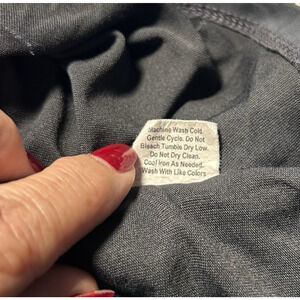 Machine Wash Cold.
Gentle Cycle. Do Not
Bleach Tumble Dry Low.
Do Not Dry Clean.
Cool Iron As Needed.
Wash With Like Colors